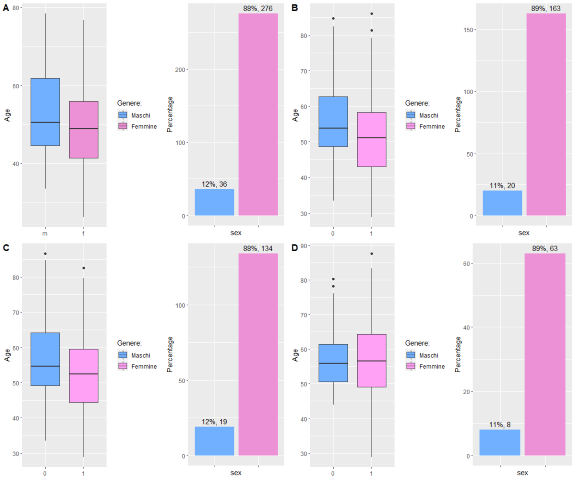 A
Age
80
60
40
m
f
Genere:
Maschi
Femmine
Percentage
200
100
0
12%, 36
88%, 276
sex
B
Age
80
70
60
50
40
30
0
1
Genere:
Maschi
Femmine
Percentage
150
100
50
0
11%, 20
89%, 163
sex
C
Age
80
70
60
50
40
30
0
1
Genere:
Maschi
Femmine
Percentage
100
50
0
12%, 19
88%, 134
sex
D
Age
90
80
70
60
50
40
30
0
1
Genere:
Maschi
Femmine
Percentage
60
40
20
0
11%, 8
89%, 63
sex